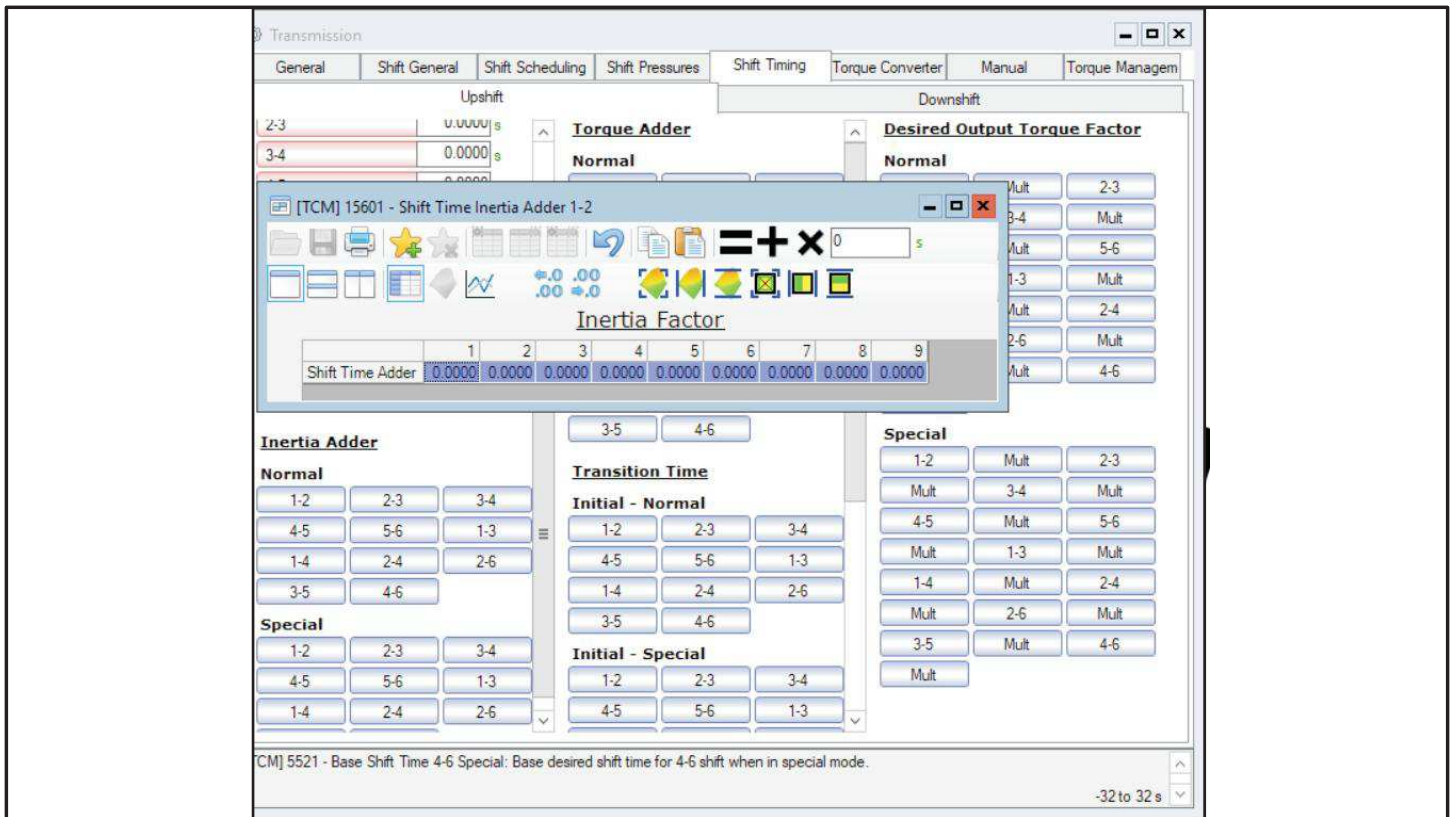 Transmission
General Shift General Shift Scheduling Shift Pressures Shift Timing Torque Converter Manual Torque Managem
Upshift Downshift
2-3 0.0000 s
3-4 0.0000 s
Torque Adder
Normal
Desired Output Torque Factor
Normal
Mult 2-3
3-4 Mult
Mult 5-6
1-3 Mult
Mult 2-4
2-6 Mult
Mult 4-6
[TCM] 15601 - Shift Time Inertia Adder 1-2
0 s
Inertia Factor
1 2 3 4 5 6 7 8 9
Shift Time Adder 0.0000 0.0000 0.0000 0.0000 0.0000 0.0000 0.0000 0.0000 0.0000
Inertia Adder
Normal
1-2 2-3 3-4
4-5 5-6 1-3
1-4 2-4 2-6
3-5 4-6
Special
1-2 2-3 3-4
4-5 5-6 1-3
1-4 2-4 2-6
3-5 4-6
Transition Time
Initial - Normal
1-2 2-3 3-4
4-5 5-6 1-3
1-4 2-4 2-6
3-5 4-6
Initial - Special
1-2 2-3 3-4
4-5 5-6 1-3
Special
1-2 Mult 2-3
Mult 3-4 Mult
4-5 Mult 5-6
Mult 1-3 Mult
1-4 Mult 2-4
Mult 2-6 Mult
3-5 Mult 4-6
Mult
TCM] 5521 - Base Shift Time 4-6 Special: Base desired shift time for 4-6 shift when in special mode.
-32 to 32 s